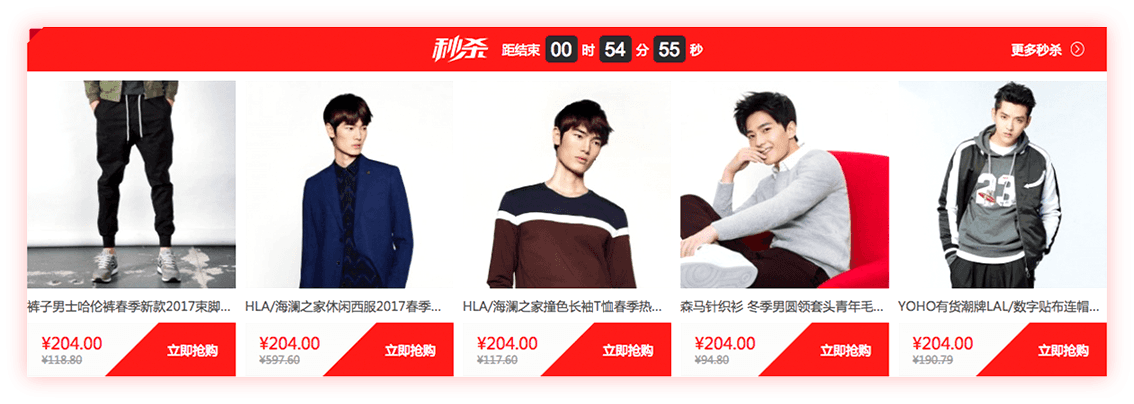 秒杀 距结束 00 时 54 分 55 秒 更多秒杀
裤子男士哈伦裤春季新款2017束脚...
HLA/海澜之家休闲西服2017春季...
HLA/海澜之家撞色长袖T恤春季热...
森马针织衫 冬季男圆领套头青年毛...
YOHO有货潮牌LAL/数字贴布连帽...
23
¥204.00
¥118.80
立即抢购
¥204.00
¥597.60
立即抢购
¥204.00
¥117.60
立即抢购
¥204.00
¥94.80
立即抢购
¥204.00
¥190.79
立即抢购